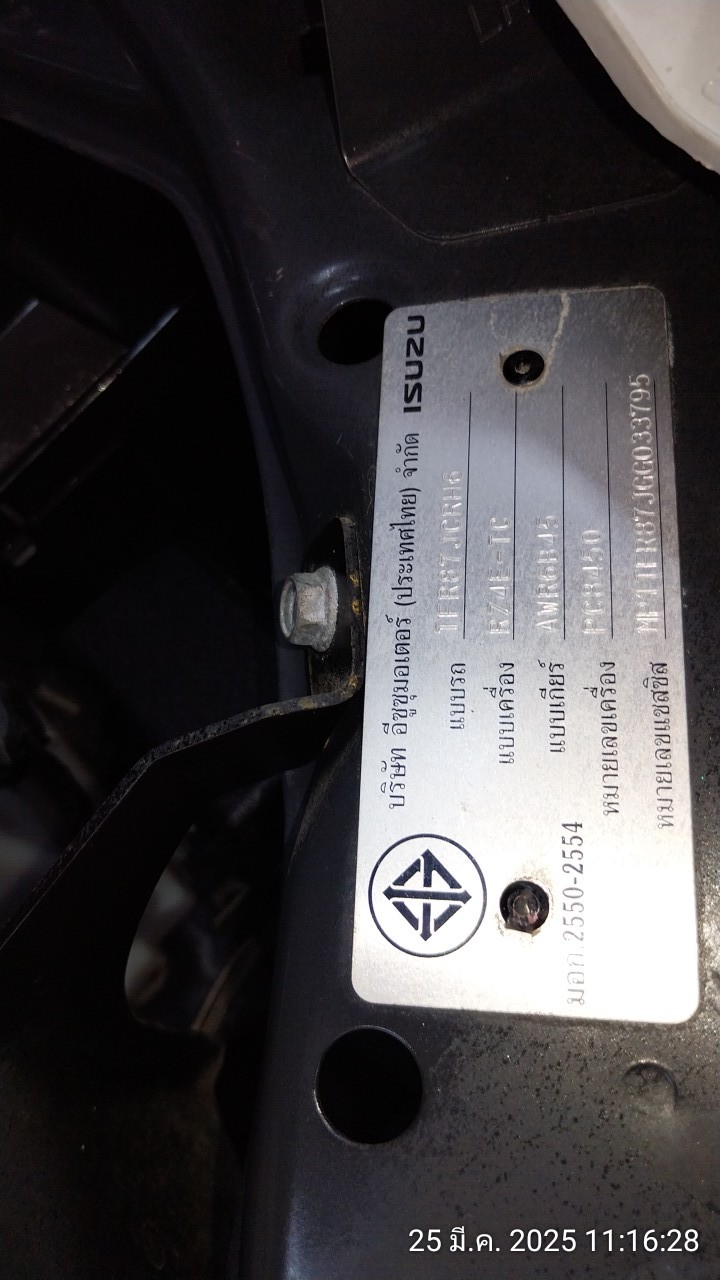 บริษัท อีซูซุมอเตอร์ (ประเทศไทย) จำกัด ISUZU
แบบรถ TFR87JCRH6
แบบเครื่อง RZ4E-TC
แบบเกียร์ AWR6B45
หมายเลขเครื่อง PCB450
หมายเลขแชสซิส MP1TFR87JGG033795
มอก.2550-2554
25 มี.ค. 2025 11:16:28